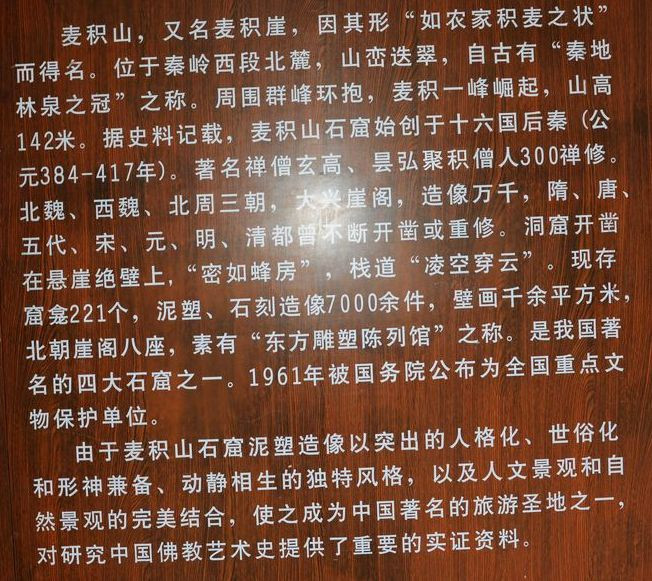 麦积山，又名麦积崖，因其形“如农家积麦之状”
而得名。位于秦岭西段北麓，山峦迭翠，自古有“秦地
林泉之冠”之称。周围群峰环抱，麦积一峰崛起，山高
142米。据史料记载，麦积山石窟始创于十六国后秦(公
元384-417年)。著名禅僧玄高、昙弘聚积僧人300禅修。
北魏、西魏、北周三朝，大兴崖阁，造像万千，隋、唐、
五代、宋、元、明、清都曾不断开凿或重修。洞窟开凿
在悬崖绝壁上,“密如蜂房”，栈道“凌空穿云”。现存
窟龛221个，泥塑、石刻造像7000余件，壁画千余平方米，
北朝崖阁八座，素有“东方雕塑陈列馆”之称。是我国著
名的四大石窟之一。1961年被国务院公布为全国重点文
物保护单位。
由于麦积山石窟泥塑造像以突出的人格化、世俗化
和形神兼备、动静相生的独特风格，以及人文景观和自
然景观的完美结合，使之成为中国著名的旅游圣地之一，
对研究中国佛教艺术史提供了重要的实证资料。